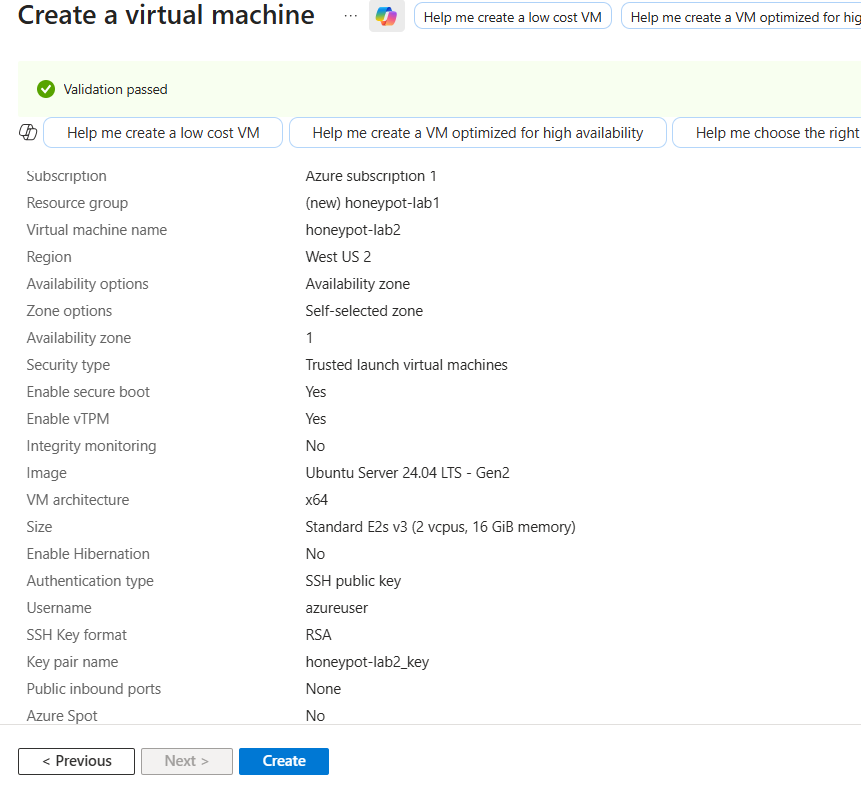 Create a virtual machine ... Help me create a low cost VM Help me create a VM optimized for hig
Validation passed
Help me create a low cost VM Help me create a VM optimized for high availability Help me choose the right
Subscription Azure subscription 1
Resource group (new) honeypot-lab1
Virtual machine name honeypot-lab2
Region West US 2
Availability options Availability zone
Zone options Self-selected zone
Availability zone 1
Security type Trusted launch virtual machines
Enable secure boot Yes
Enable vTPM Yes
Integrity monitoring No
Image Ubuntu Server 24.04 LTS - Gen2
VM architecture x64
Size Standard E2s v3 (2 vcpus, 16 GiB memory)
Enable Hibernation No
Authentication type SSH public key
Username azureuser
SSH Key format RSA
Key pair name honeypot-lab2_key
Public inbound ports None
Azure Spot No
< Previous Next > Create